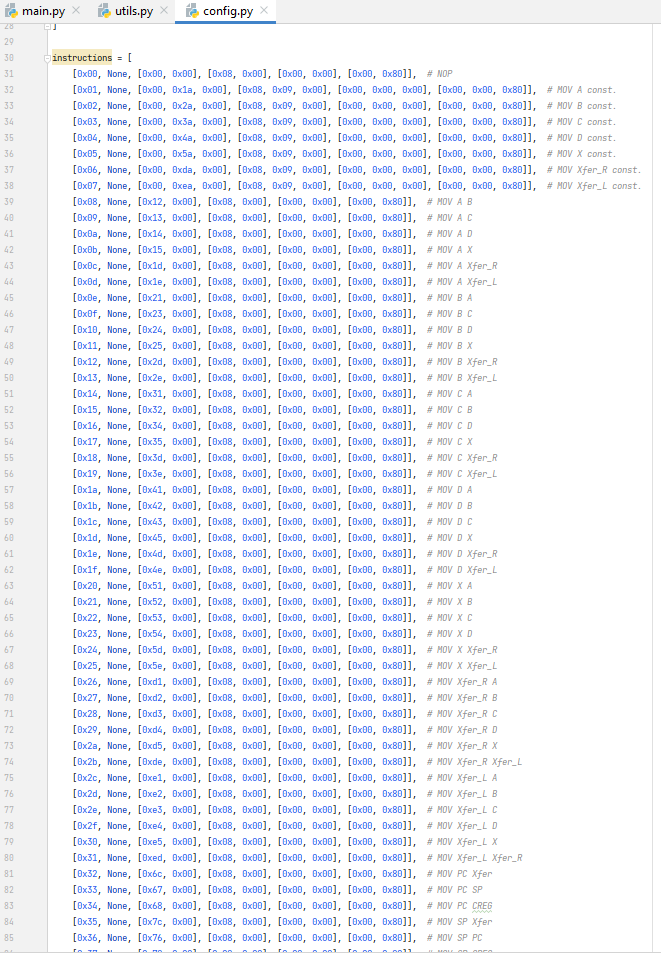 main.py × utils.py × config.py ×
28 ]
29
30 instructions = [
31 [0x00, None, [0x00, 0x00], [0x08, 0x00], [0x00, 0x00], [0x00, 0x80]], # NOP
32 [0x01, None, [0x00, 0x1a, 0x00], [0x08, 0x09, 0x00], [0x00, 0x00, 0x00], [0x00, 0x00, 0x80]], # MOV A const.
33 [0x02, None, [0x00, 0x2a, 0x00], [0x08, 0x09, 0x00], [0x00, 0x00, 0x00], [0x00, 0x00, 0x80]], # MOV B const.
34 [0x03, None, [0x00, 0x3a, 0x00], [0x08, 0x09, 0x00], [0x00, 0x00, 0x00], [0x00, 0x00, 0x80]], # MOV C const.
35 [0x04, None, [0x00, 0x4a, 0x00], [0x08, 0x09, 0x00], [0x00, 0x00, 0x00], [0x00, 0x00, 0x80]], # MOV D const.
36 [0x05, None, [0x00, 0x5a, 0x00], [0x08, 0x09, 0x00], [0x00, 0x00, 0x00], [0x00, 0x00, 0x80]], # MOV X const.
37 [0x06, None, [0x00, 0xda, 0x00], [0x08, 0x09, 0x00], [0x00, 0x00, 0x00], [0x00, 0x00, 0x80]], # MOV Xfer_R const.
38 [0x07, None, [0x00, 0xea, 0x00], [0x08, 0x09, 0x00], [0x00, 0x00, 0x00], [0x00, 0x00, 0x80]], # MOV Xfer_L const.
39 [0x08, None, [0x12, 0x00], [0x08, 0x00], [0x00, 0x00], [0x00, 0x80]], # MOV A B
40 [0x09, None, [0x13, 0x00], [0x08, 0x00], [0x00, 0x00], [0x00, 0x80]], # MOV A C
41 [0x0a, None, [0x14, 0x00], [0x08, 0x00], [0x00, 0x00], [0x00, 0x80]], # MOV A D
42 [0x0b, None, [0x15, 0x00], [0x08, 0x00], [0x00, 0x00], [0x00, 0x80]], # MOV A X
43 [0x0c, None, [0x1d, 0x00], [0x08, 0x00], [0x00, 0x00], [0x00, 0x80]], # MOV A Xfer_R
44 [0x0d, None, [0x1e, 0x00], [0x08, 0x00], [0x00, 0x00], [0x00, 0x80]], # MOV A Xfer_L
45 [0x0e, None, [0x21, 0x00], [0x08, 0x00], [0x00, 0x00], [0x00, 0x80]], # MOV B A
46 [0x0f, None, [0x23, 0x00], [0x08, 0x00], [0x00, 0x00], [0x00, 0x80]], # MOV B C
47 [0x10, None, [0x24, 0x00], [0x08, 0x00], [0x00, 0x00], [0x00, 0x80]], # MOV B D
48 [0x11, None, [0x25, 0x00], [0x08, 0x00], [0x00, 0x00], [0x00, 0x80]], # MOV B X
49 [0x12, None, [0x2d, 0x00], [0x08, 0x00], [0x00, 0x00], [0x00, 0x80]], # MOV B Xfer_R
50 [0x13, None, [0x2e, 0x00], [0x08, 0x00], [0x00, 0x00], [0x00, 0x80]], # MOV B Xfer_L
51 [0x14, None, [0x31, 0x00], [0x08, 0x00], [0x00, 0x00], [0x00, 0x80]], # MOV C A
52 [0x15, None, [0x32, 0x00], [0x08, 0x00], [0x00, 0x00], [0x00, 0x80]], # MOV C B
53 [0x16, None, [0x34, 0x00], [0x08, 0x00], [0x00, 0x00], [0x00, 0x80]], # MOV C D
54 [0x17, None, [0x35, 0x00], [0x08, 0x00], [0x00, 0x00], [0x00, 0x80]], # MOV C X
55 [0x18, None, [0x3d, 0x00], [0x08, 0x00], [0x00, 0x00], [0x00, 0x80]], # MOV C Xfer_R
56 [0x19, None, [0x3e, 0x00], [0x08, 0x00], [0x00, 0x00], [0x00, 0x80]], # MOV C Xfer_L
57 [0x1a, None, [0x41, 0x00], [0x08, 0x00], [0x00, 0x00], [0x00, 0x80]], # MOV D A
58 [0x1b, None, [0x42, 0x00], [0x08, 0x00], [0x00, 0x00], [0x00, 0x80]], # MOV D B
59 [0x1c, None, [0x43, 0x00], [0x08, 0x00], [0x00, 0x00], [0x00, 0x80]], # MOV D C
60 [0x1d, None, [0x45, 0x00], [0x08, 0x00], [0x00, 0x00], [0x00, 0x80]], # MOV D X
61 [0x1e, None, [0x4d, 0x00], [0x08, 0x00], [0x00, 0x00], [0x00, 0x80]], # MOV D Xfer_R
62 [0x1f, None, [0x4e, 0x00], [0x08, 0x00], [0x00, 0x00], [0x00, 0x80]], # MOV D Xfer_L
63 [0x20, None, [0x51, 0x00], [0x08, 0x00], [0x00, 0x00], [0x00, 0x80]], # MOV X A
64 [0x21, None, [0x52, 0x00], [0x08, 0x00], [0x00, 0x00], [0x00, 0x80]], # MOV X B
65 [0x22, None, [0x53, 0x00], [0x08, 0x00], [0x00, 0x00], [0x00, 0x80]], # MOV X C
66 [0x23, None, [0x54, 0x00], [0x08, 0x00], [0x00, 0x00], [0x00, 0x80]], # MOV X D
67 [0x24, None, [0x5d, 0x00], [0x08, 0x00], [0x00, 0x00], [0x00, 0x80]], # MOV X Xfer_R
68 [0x25, None, [0x5e, 0x00], [0x08, 0x00], [0x00, 0x00], [0x00, 0x80]], # MOV X Xfer_L
69 [0x26, None, [0xd1, 0x00], [0x08, 0x00], [0x00, 0x00], [0x00, 0x80]], # MOV Xfer_R A
70 [0x27, None, [0xd2, 0x00], [0x08, 0x00], [0x00, 0x00], [0x00, 0x80]], # MOV Xfer_R B
71 [0x28, None, [0xd3, 0x00], [0x08, 0x00], [0x00, 0x00], [0x00, 0x80]], # MOV Xfer_R C
72 [0x29, None, [0xd4, 0x00], [0x08, 0x00], [0x00, 0x00], [0x00, 0x80]], # MOV Xfer_R D
73 [0x2a, None, [0xd5, 0x00], [0x08, 0x00], [0x00, 0x00], [0x00, 0x80]], # MOV Xfer_R X
74 [0x2b, None, [0xde, 0x00], [0x08, 0x00], [0x00, 0x00], [0x00, 0x80]], # MOV Xfer_R Xfer_L
75 [0x2c, None, [0xe1, 0x00], [0x08, 0x00], [0x00, 0x00], [0x00, 0x80]], # MOV Xfer_L A
76 [0x2d, None, [0xe2, 0x00], [0x08, 0x00], [0x00, 0x00], [0x00, 0x80]], # MOV Xfer_L B
77 [0x2e, None, [0xe3, 0x00], [0x08, 0x00], [0x00, 0x00], [0x00, 0x80]], # MOV Xfer_L C
78 [0x2f, None, [0xe4, 0x00], [0x08, 0x00], [0x00, 0x00], [0x00, 0x80]], # MOV Xfer_L D
79 [0x30, None, [0xe5, 0x00], [0x08, 0x00], [0x00, 0x00], [0x00, 0x80]], # MOV Xfer_L X
80 [0x31, None, [0xed, 0x00], [0x08, 0x00], [0x00, 0x00], [0x00, 0x80]], # MOV Xfer_L Xfer_R
81 [0x32, None, [0x6c, 0x00], [0x08, 0x00], [0x00, 0x00], [0x00, 0x80]], # MOV PC Xfer
82 [0x33, None, [0x67, 0x00], [0x08, 0x00], [0x00, 0x00], [0x00, 0x80]], # MOV PC SP
83 [0x34, None, [0x68, 0x00], [0x08, 0x00], [0x00, 0x00], [0x00, 0x80]], # MOV PC CREG
84 [0x35, None, [0x7c, 0x00], [0x08, 0x00], [0x00, 0x00], [0x00, 0x80]], # MOV SP Xfer
85 [0x36, None, [0x76, 0x00], [0x08, 0x00], [0x00, 0x00], [0x00, 0x80]], # MOV SP PC